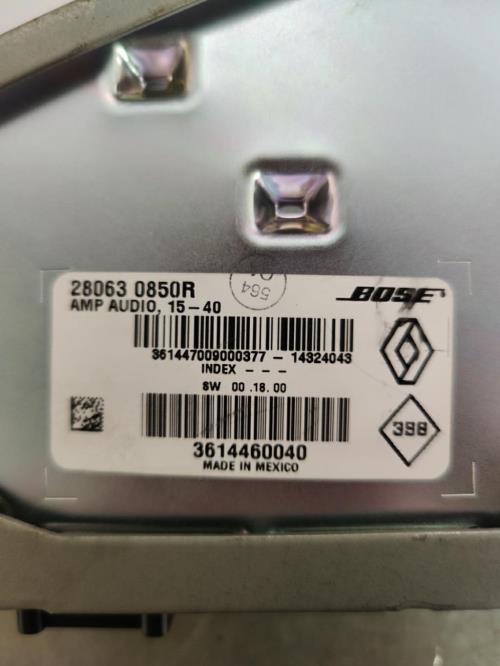 28063 0850R
564
BOSE
AMP AUDIO, 15-40
361447009000377 - 14324043
INDEX - - -
SW 00 .18. 00
398
3614460040
MADE IN MEXICO